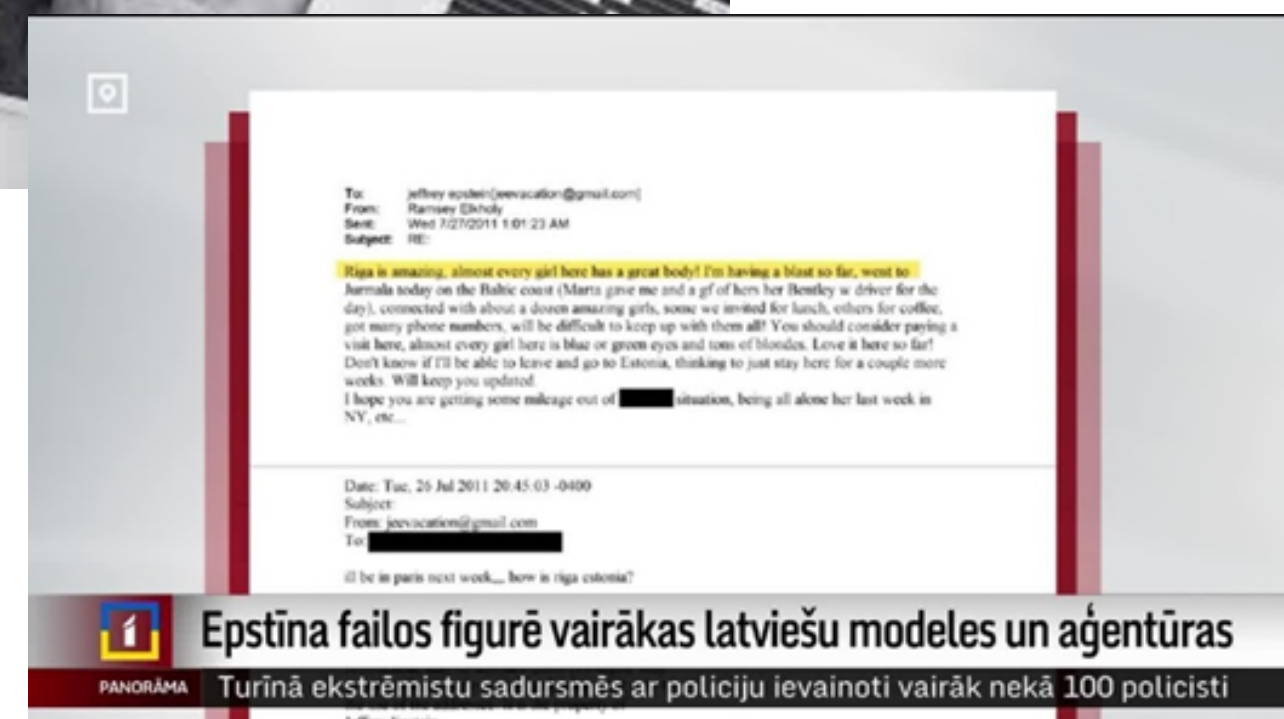 To: jeffrey epstein[jeevacation@gmail.com]
From: Ramsey Elkholy
Sent: Wed 7/27/2011 1:01:23 AM
Subject: RE:
Riga is amazing, almost every girl here has a great body! I'm having a blast so far, went to
Jurmala today on the Baltic coast (Marta gave me and a gf of hers her Bentley w driver for the
day), connected with about a dozen amazing girls, some we invited for lunch, others for coffee,
got many phone numbers, will be difficult to keep up with them all! You should consider paying a
visit here, almost every girl here is blue or green eyes and tons of blondes. Love it here so far!
Don't know if I'll be able to leave and go to Estonia, thinking to just stay here for a couple more
weeks. Will keep you updated.
I hope you are getting some mileage out of situation, being all alone her last week in
NY, etc...
Date: Tue, 26 Jul 2011 20:45:03 -0400
Subject:
From: jeevacation@gmail.com
To:
ill be in paris next week,,, how is riga estonia?
1
Epstīna failos figurē vairākas latviešu modeles un aģentūras
PANORĀMA Turīnā ekstrēmistu sadursmēs ar policiju ievainoti vairāk nekā 100 policisti